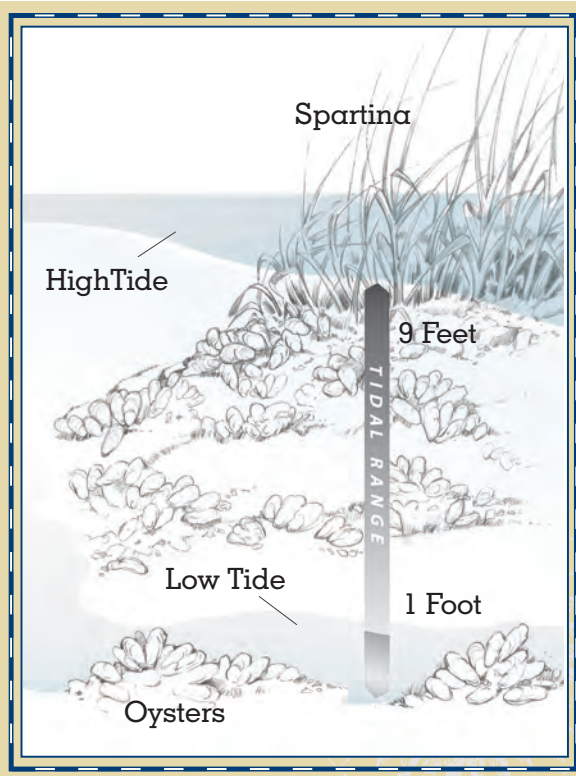 Spartina
HighTide
9 Feet
TIDAL RANGE
Low Tide
1 Foot
Oysters